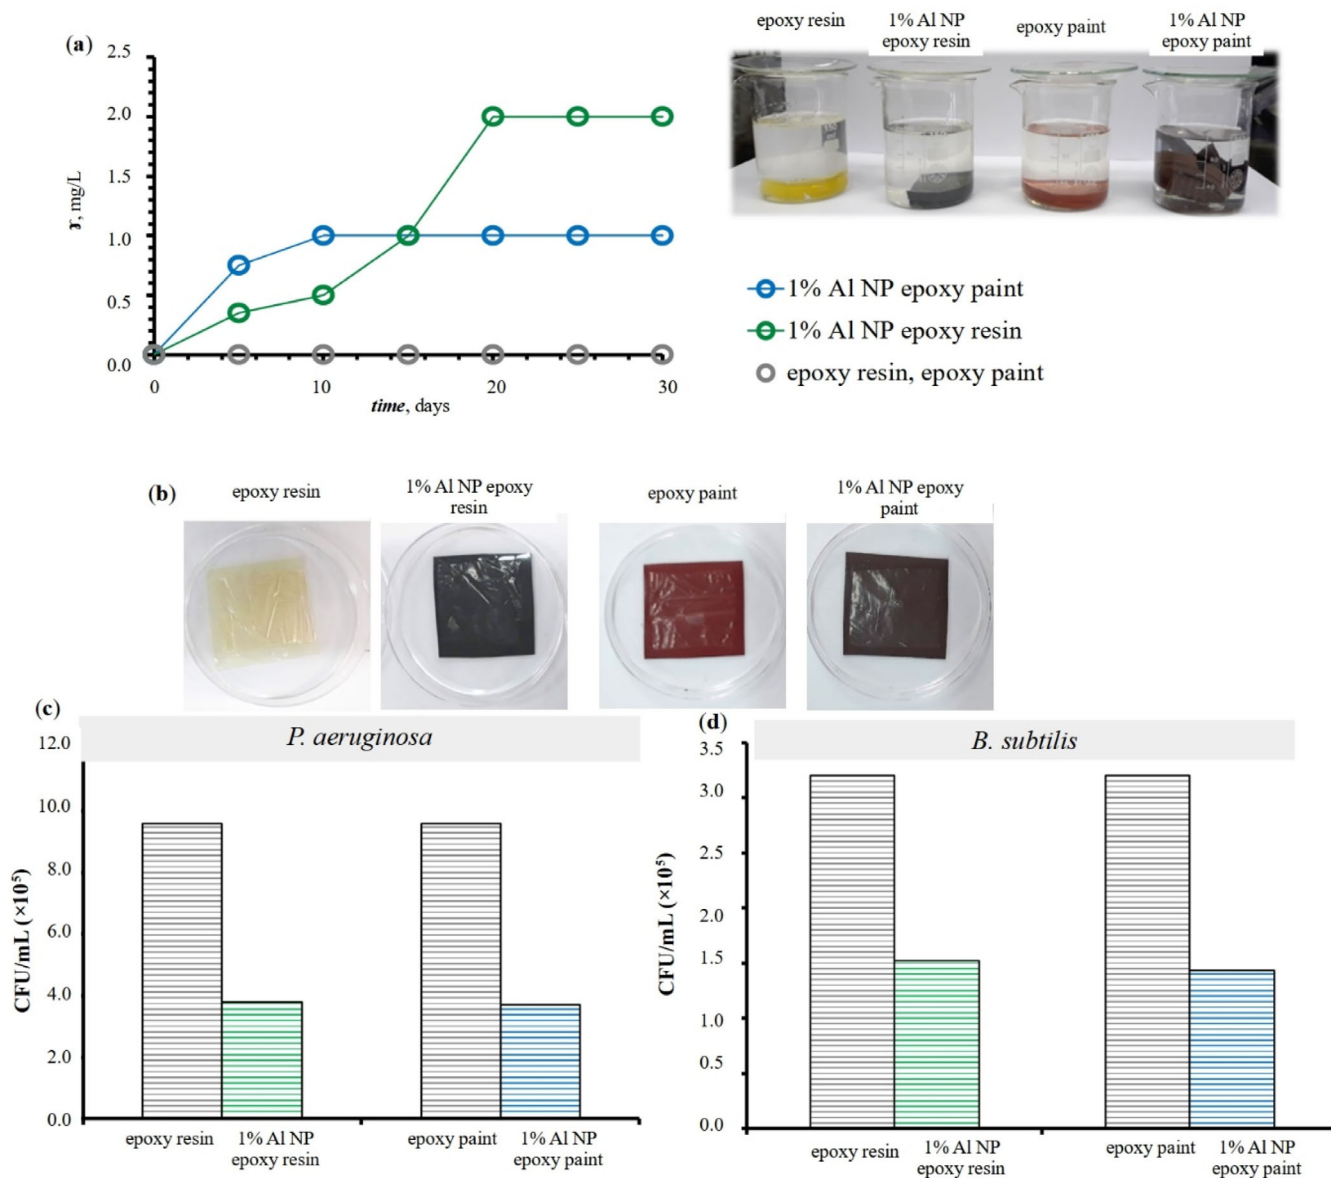 (a)
2.5
2.0
1.5
1.0
0.5
0.0
0
10
20
30
time, days
ɤ, mg/L
epoxy resin
1% Al NP
epoxy resin
epoxy paint
1% Al NP
epoxy paint
1% Al NP epoxy paint
1% Al NP epoxy resin
epoxy resin, epoxy paint
(b)
epoxy resin
1% Al NP epoxy
resin
epoxy paint
1% Al NP epoxy
paint
(c)
P. aeruginosa
12.0
10.0
8.0
6.0
4.0
2.0
0.0
CFU/mL (×10⁵)
epoxy resin
1% Al NP
epoxy resin
epoxy paint
1% Al NP
epoxy paint
(d)
B. subtilis
3.5
3.0
2.5
2.0
1.5
1.0
0.5
0.0
CFU/mL (×10⁵)
epoxy resin
1% Al NP
epoxy resin
epoxy paint
1% Al NP
epoxy paint